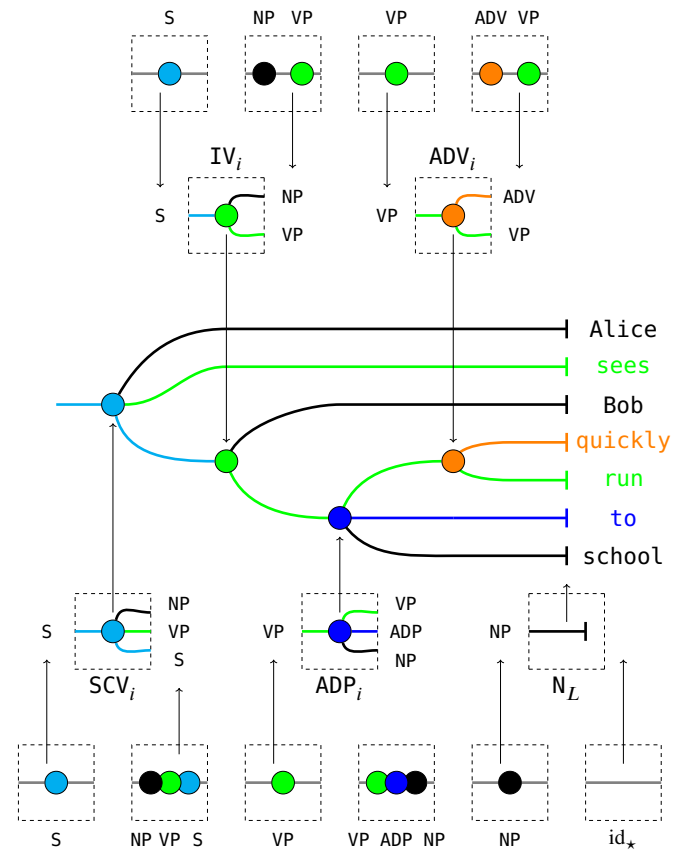 S NP VP VP ADV VP
IV_i ADV_i
NP ADV
S VP
VP VP
Alice
sees
Bob
quickly
run
to
school
NP VP
S VP VP ADP NP
S NP
SCV_i ADP_i N_L
S NP VP S VP VP ADP NP NP id_⋆